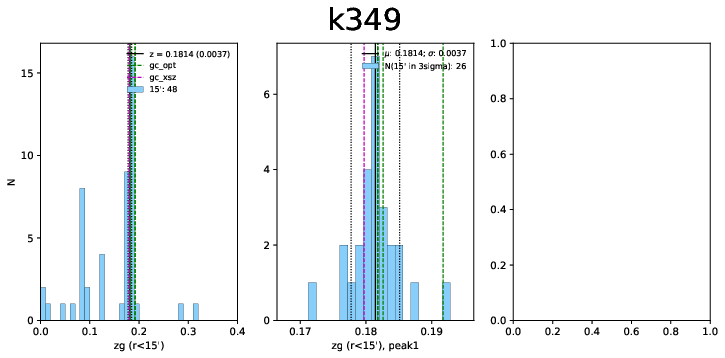 k349
z = 0.1814 (0.0037)
gc_opt
gc_xsz
15': 48
N
15
10
5
0
0.0 0.1 0.2 0.3 0.4
zg (r<15')
μ: 0.1814; σ: 0.0037
N(15' in 3sigma): 26
6
4
2
0
0.17 0.18 0.19
zg (r<15'), peak1
1.0
0.8
0.6
0.4
0.2
0.0
0.0 0.2 0.4 0.6 0.8 1.0